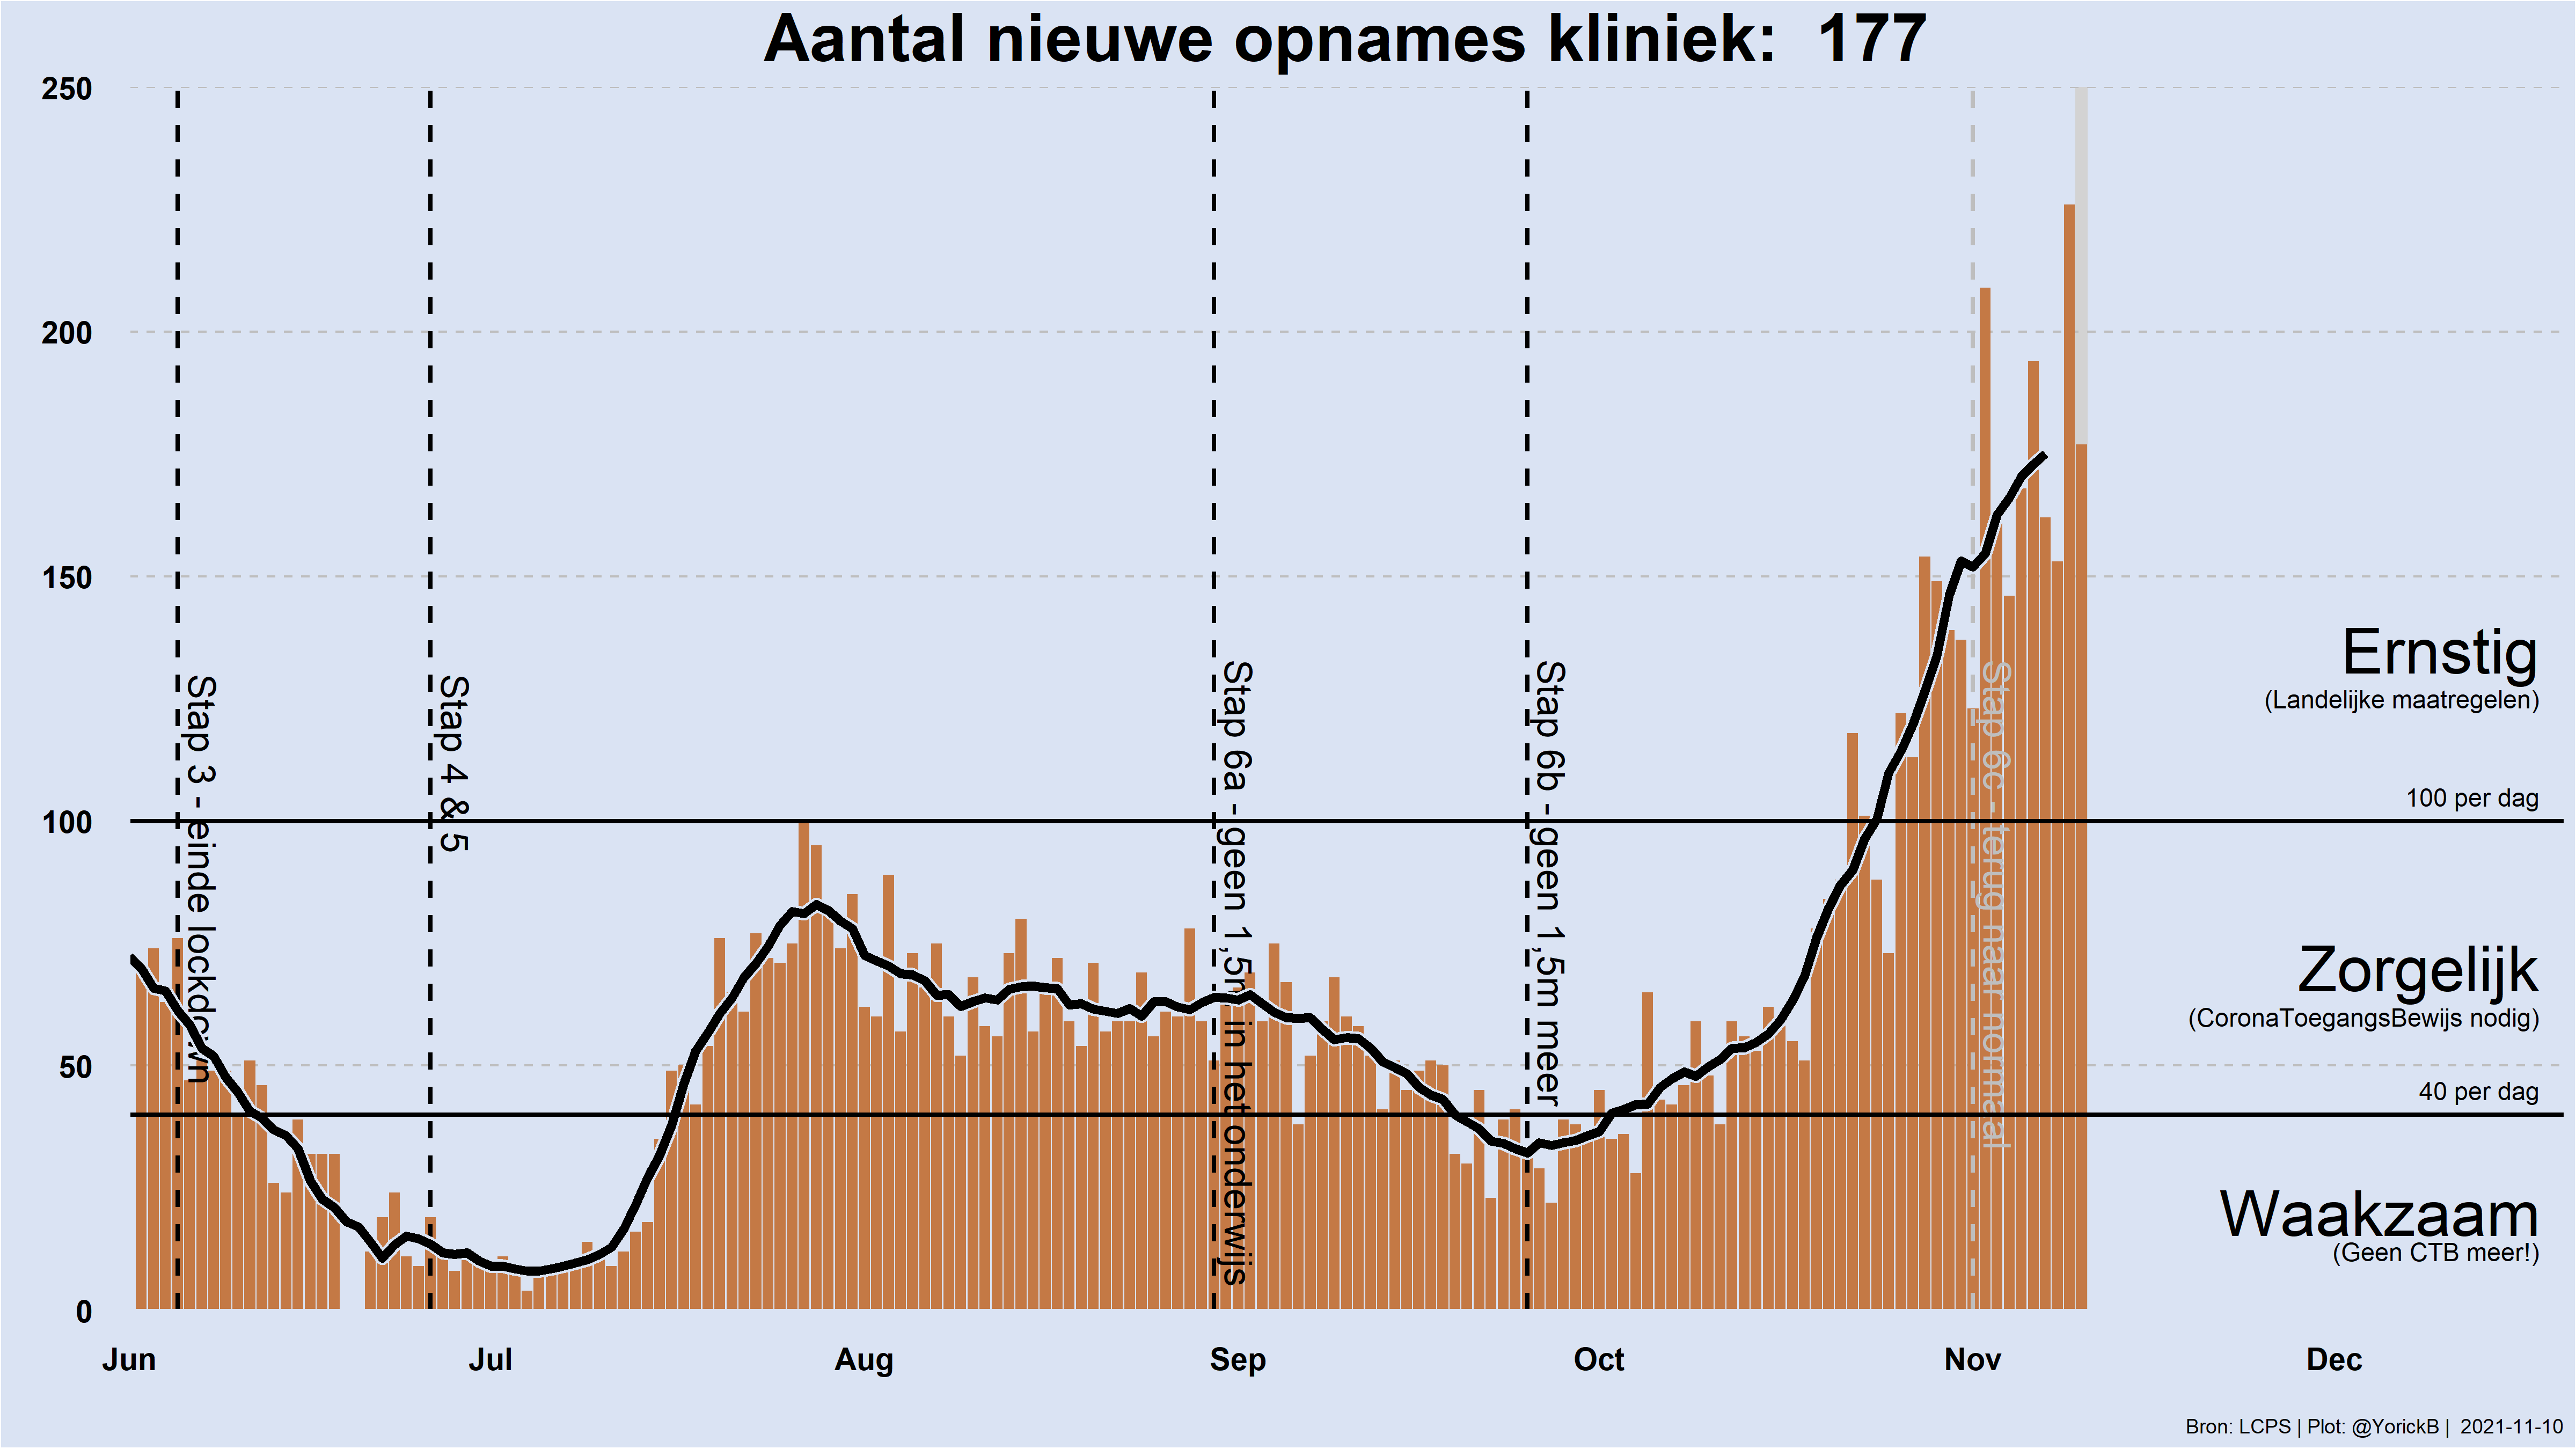 Aantal nieuwe opnames kliniek:  177
250
200
150
100
50
0
Stap 3 - einde lockdown
Stap 4 & 5
Stap 6a - geen 1,5m in het onderwijs
Stap 6b - geen 1,5m meer
Stap 6c - terug naar normaal
Ernstig
(Landelijke maatregelen)
100 per dag
Zorgelijk
(CoronaToegangsBewijs nodig)
40 per dag
Waakzaam
(Geen CTB meer!)
Jun
Jul
Aug
Sep
Oct
Nov
Dec
Bron: LCPS | Plot: @YorickB |  2021-11-10